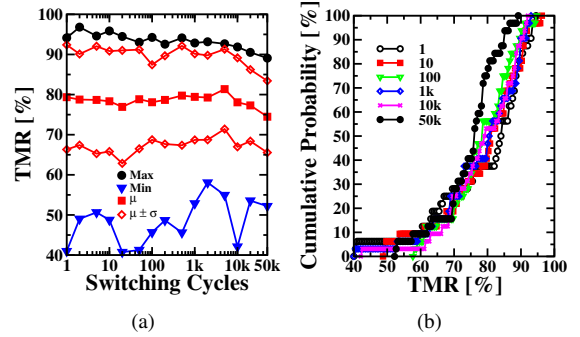 TMR [%]
100
90
80
70
60
50
40
Max
Min
μ
μ ± σ
1 10 100 1k 10k 50k
Switching Cycles
(a)
Cumulative Probability [%]
100
90
80
70
60
50
40
30
20
10
0
1
10
100
1k
10k
50k
40 50 60 70 80 90 100
TMR [%]
(b)